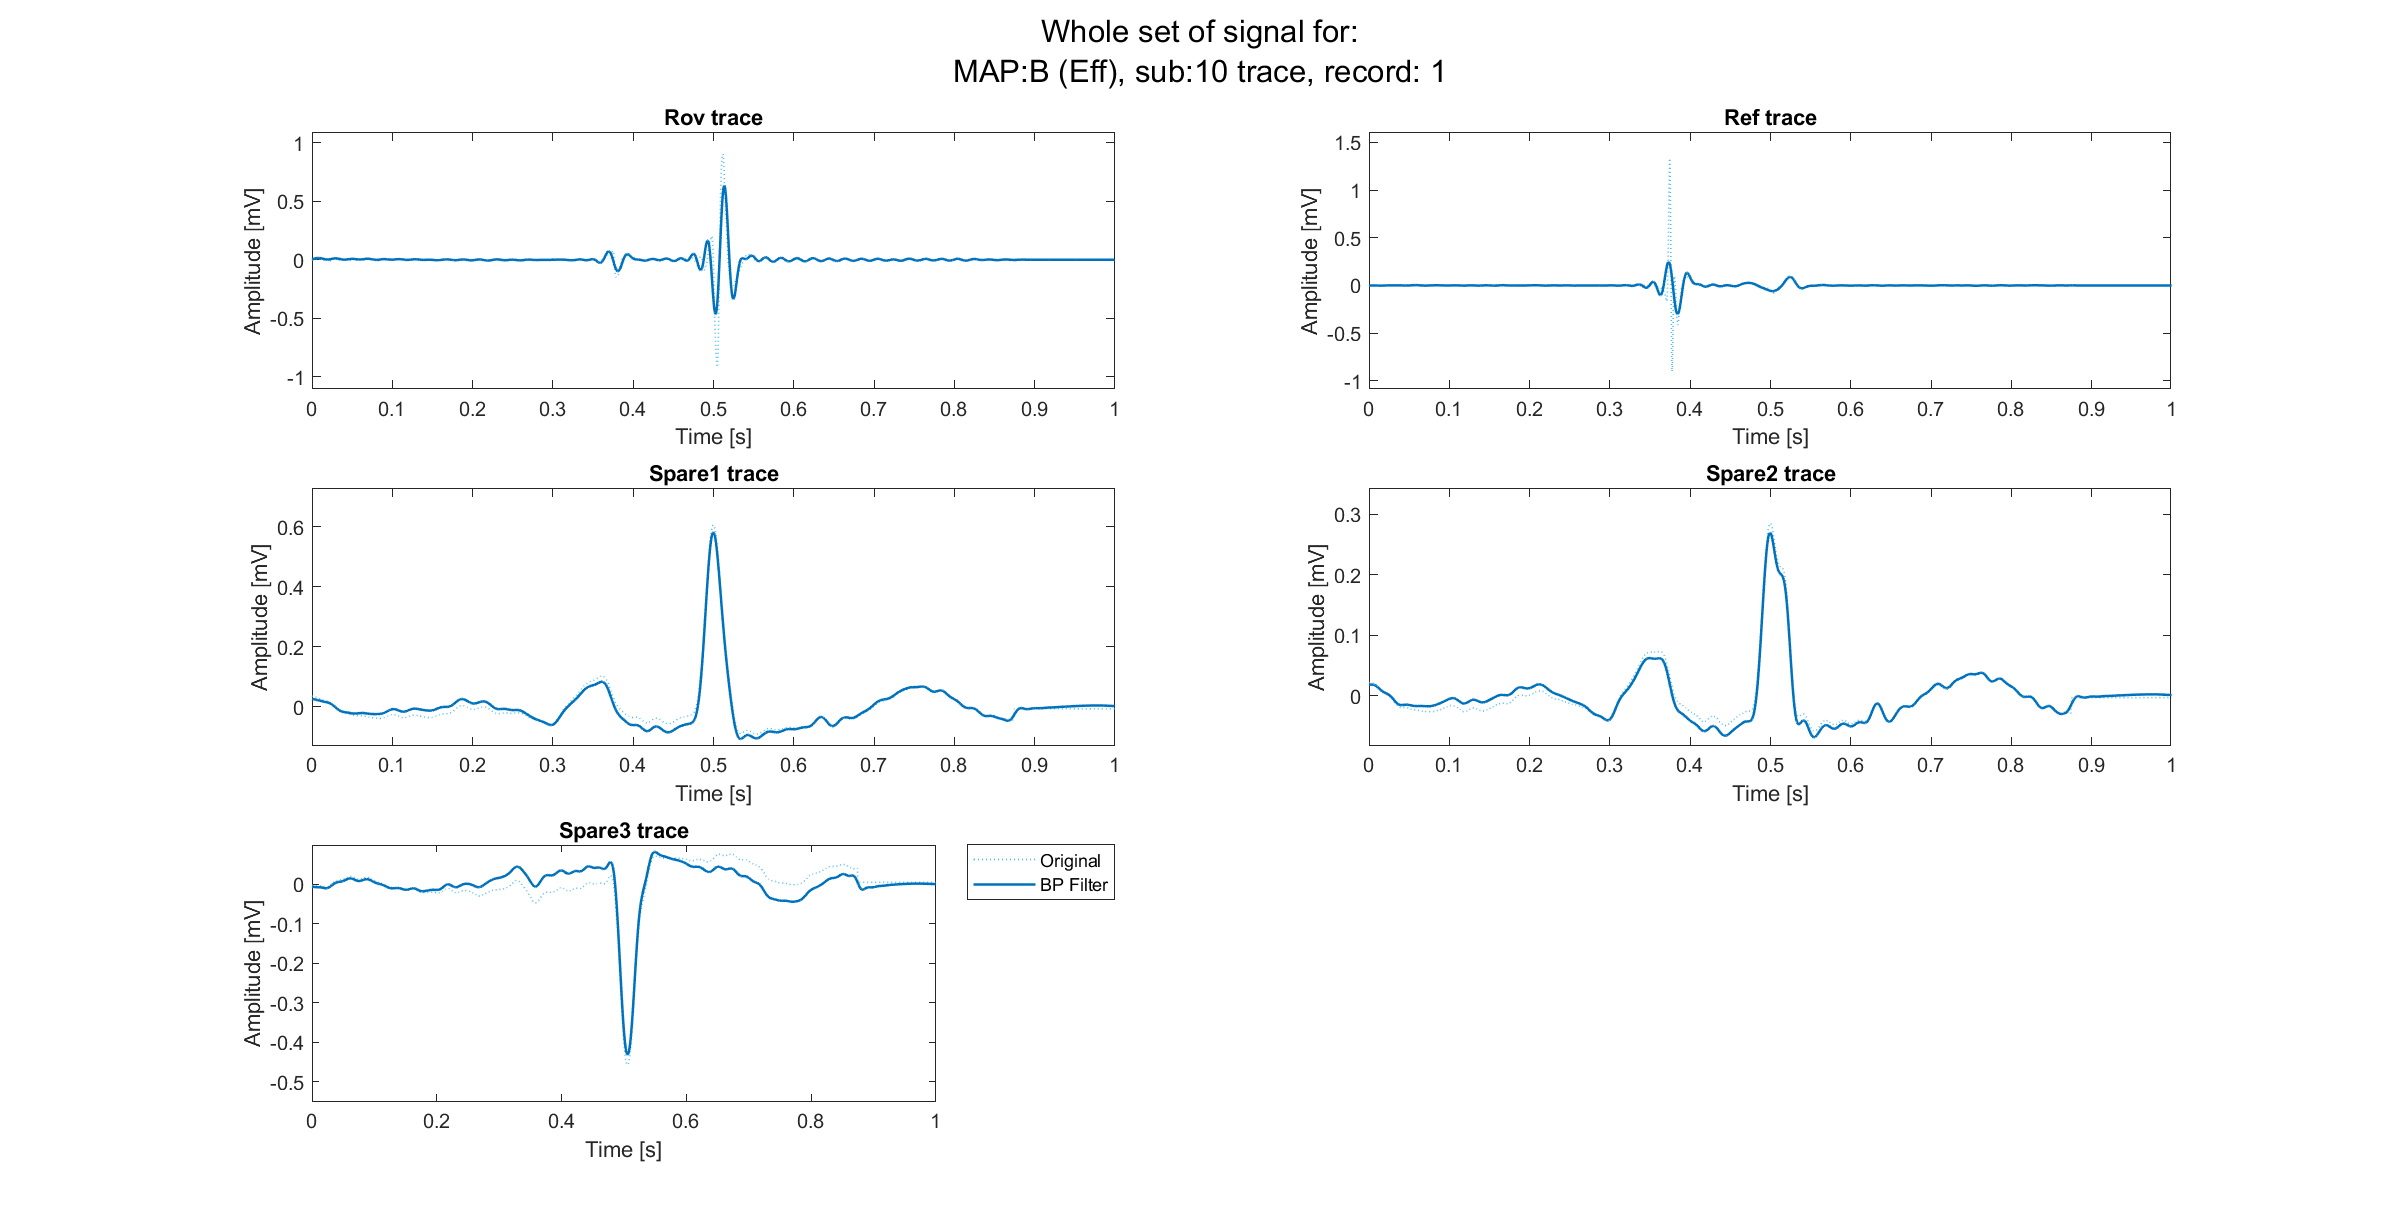 Whole set of signal for:
MAP:B (Eff), sub:10 trace, record: 1
Rov trace
1
0.5
0
-0.5
-1
Amplitude [mV]
0 0.1 0.2 0.3 0.4 0.5 0.6 0.7 0.8 0.9 1
Time [s]
Ref trace
1.5
1
0.5
0
-0.5
-1
Amplitude [mV]
0 0.1 0.2 0.3 0.4 0.5 0.6 0.7 0.8 0.9 1
Time [s]
Spare1 trace
0.6
0.4
0.2
0
Amplitude [mV]
0 0.1 0.2 0.3 0.4 0.5 0.6 0.7 0.8 0.9 1
Time [s]
Spare2 trace
0.3
0.2
0.1
0
Amplitude [mV]
0 0.1 0.2 0.3 0.4 0.5 0.6 0.7 0.8 0.9 1
Time [s]
Spare3 trace
0
-0.1
-0.2
-0.3
-0.4
-0.5
Amplitude [mV]
0 0.2 0.4 0.6 0.8 1
Time [s]
Original
BP Filter